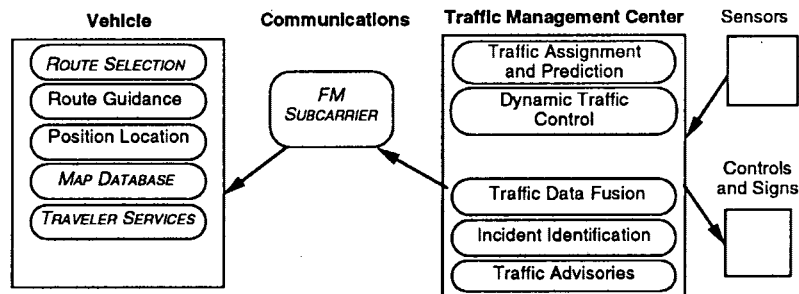 Vehicle
ROUTE SELECTION
Route Guidance
Position Location
MAP DATABASE
TRAVELER SERVICES
Communications
FM
SUBCARRIER
Traffic Management Center
Traffic Assignment
and Prediction
Dynamic Traffic
Control
Traffic Data Fusion
Incident Identification
Traffic Advisories
Sensors
Controls
and Signs